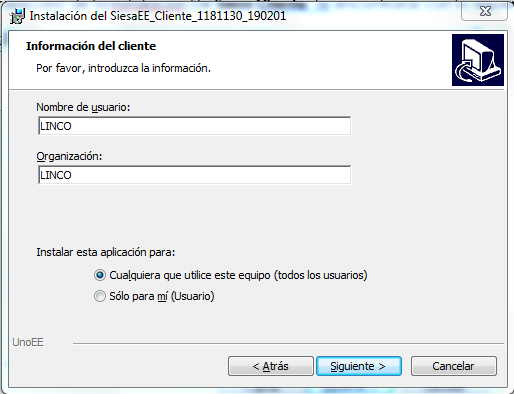 Instalación del SiesaEE_Cliente_1181130_190201
Información del cliente
Por favor, introduzca la información.
Nombre de usuario:
LINCO
Organización:
LINCO
Instalar esta aplicación para:
Cualquiera que utilice este equipo (todos los usuarios)
Sólo para mí (Usuario)
UnoEE
< Atrás
Siguiente >
Cancelar